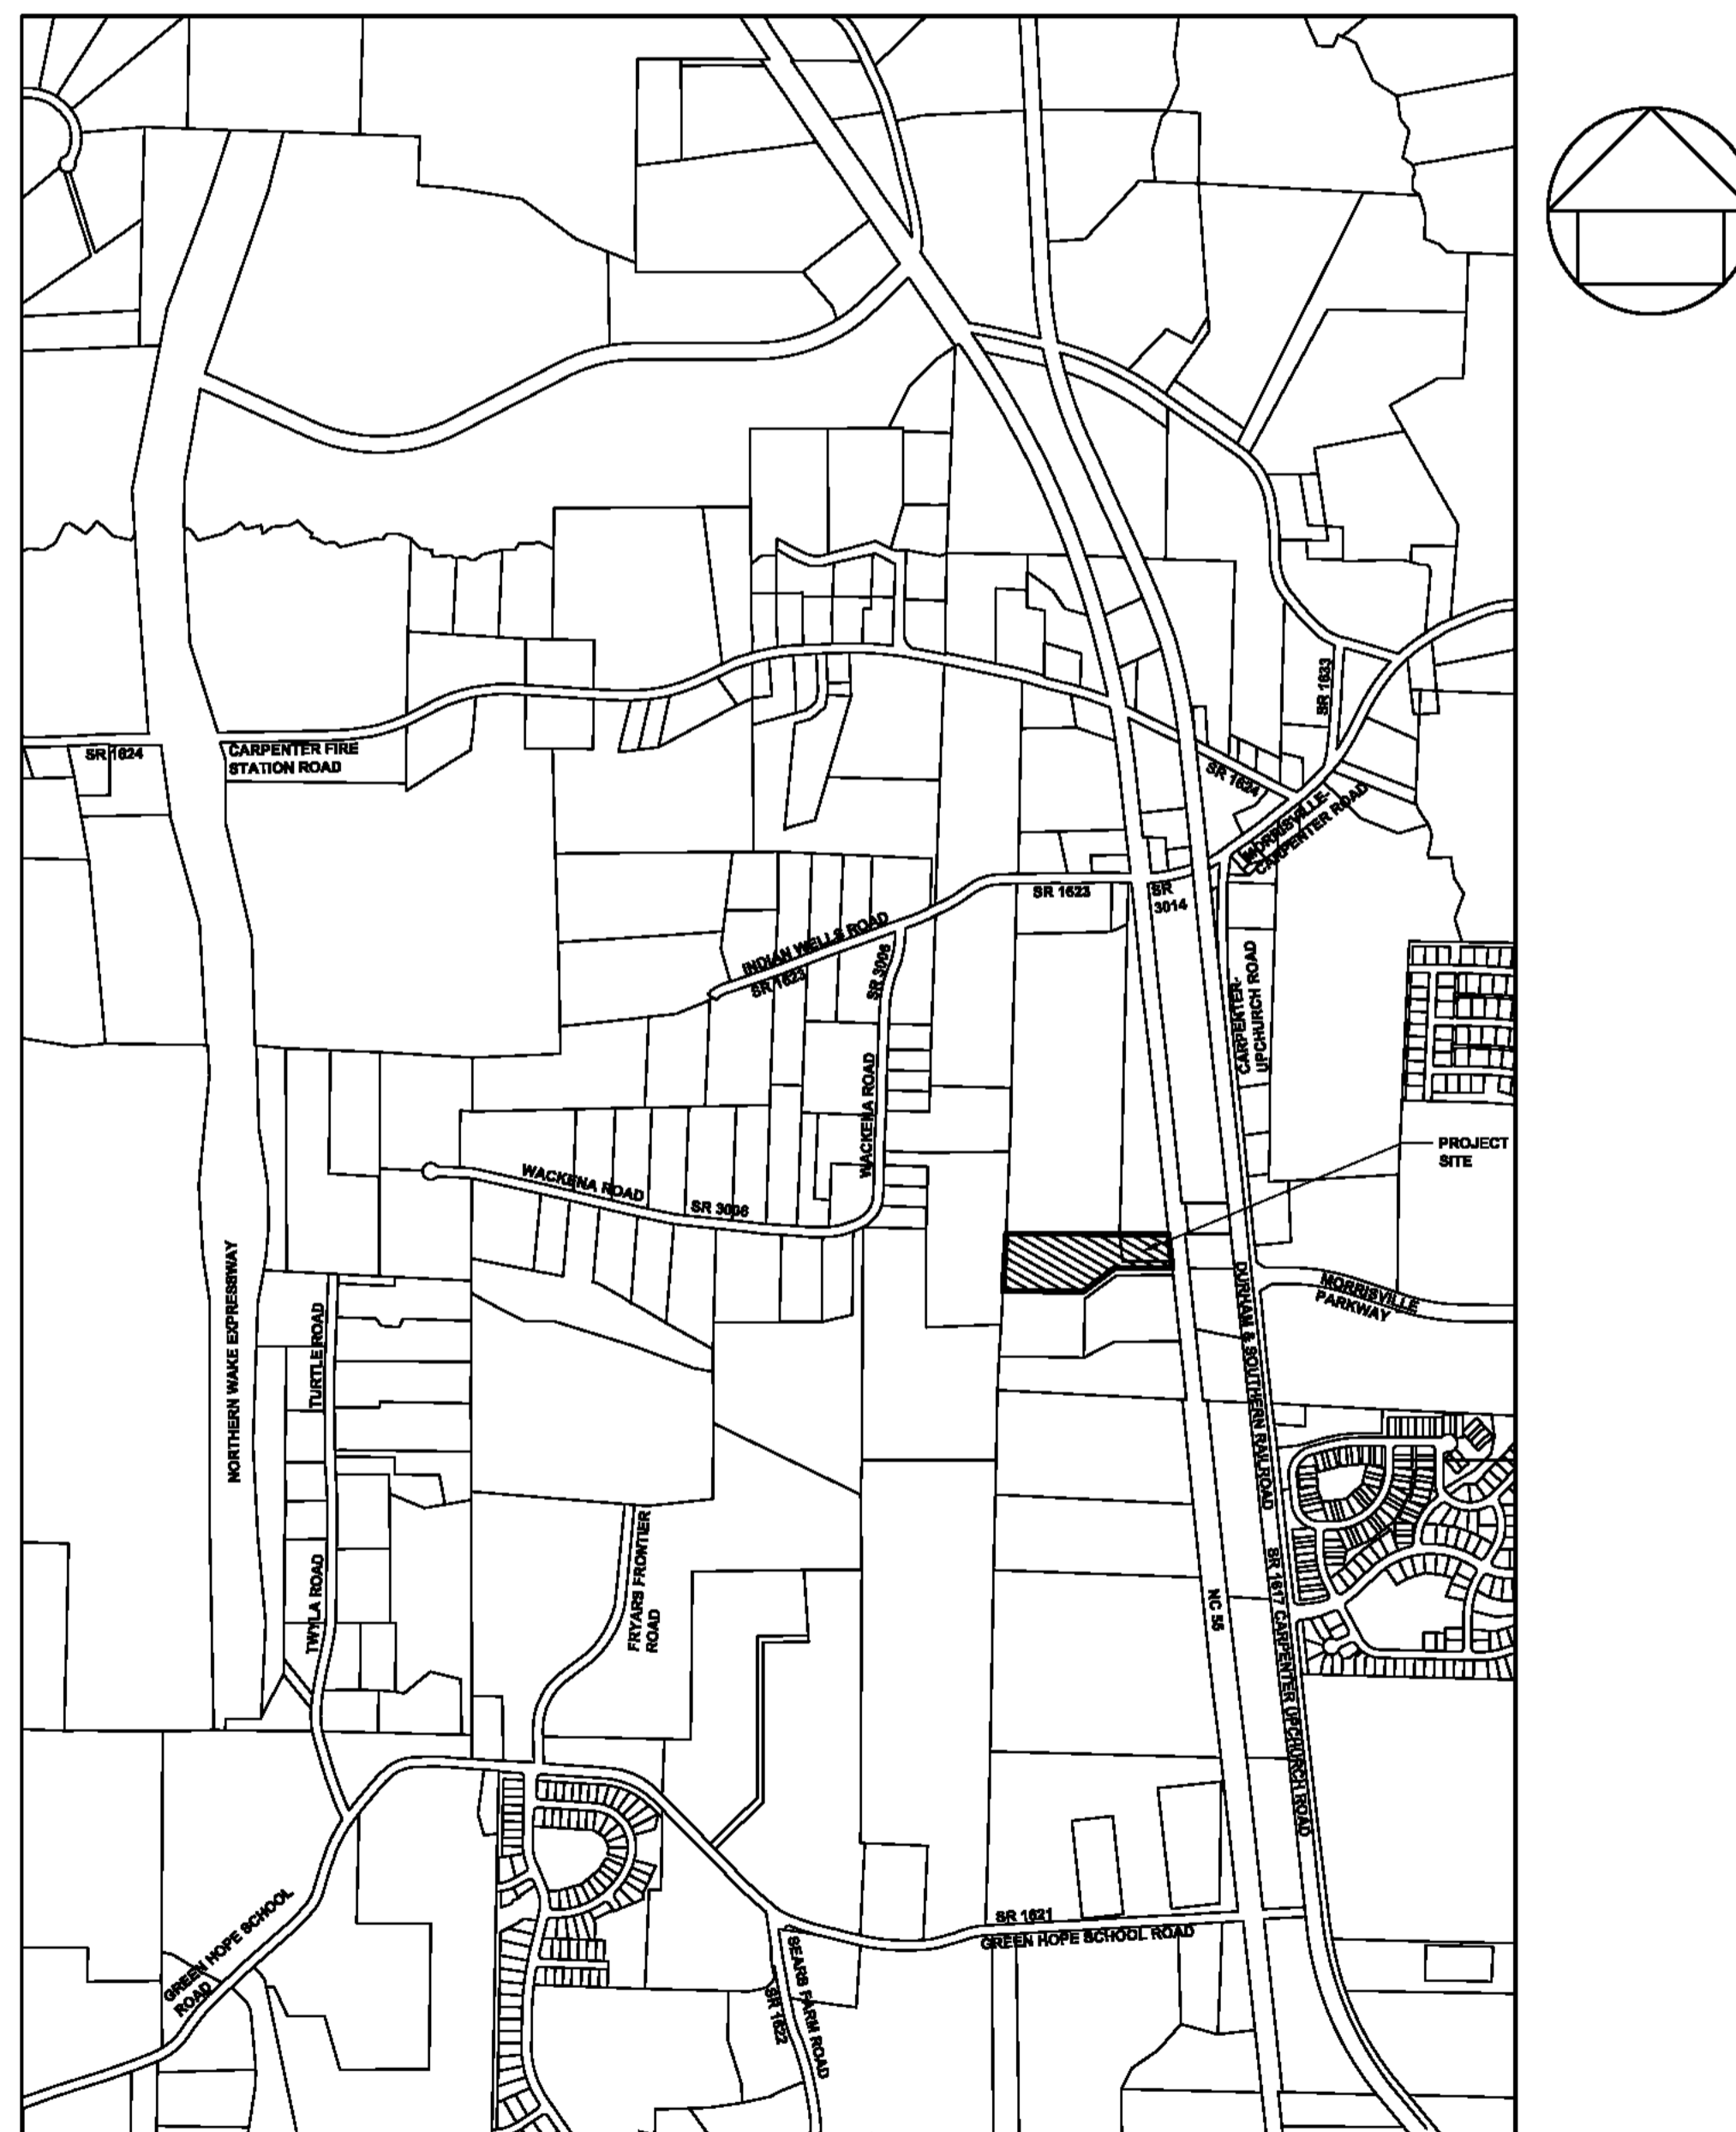 SR 1633
SR 1624
CARPENTER FIRE
STATION ROAD
SR 1624
MORRISVILLE-
CARPENTER ROAD
SR 1623
SR
3014
INDIAN WELLS ROAD
SR 1623
SR 3006
CARPENTER-
UPCHURCH ROAD
WACKENA ROAD
PROJECT
SITE
WACKENA ROAD
SR 3006
NORTHERN WAKE EXPRESSWAY
TURTLE ROAD
DURHAM & SOUTHERN RAILROAD
MORRISVILLE
PARKWAY
TWYLA ROAD
FRYARS FRONTIER
ROAD
NC 55
SR 1617 CARPENTER UPCHURCH ROAD
GREEN HOPE SCHOOL
ROAD
SR 1621
GREEN HOPE SCHOOL ROAD
SEARS FARM ROAD
SR 1622